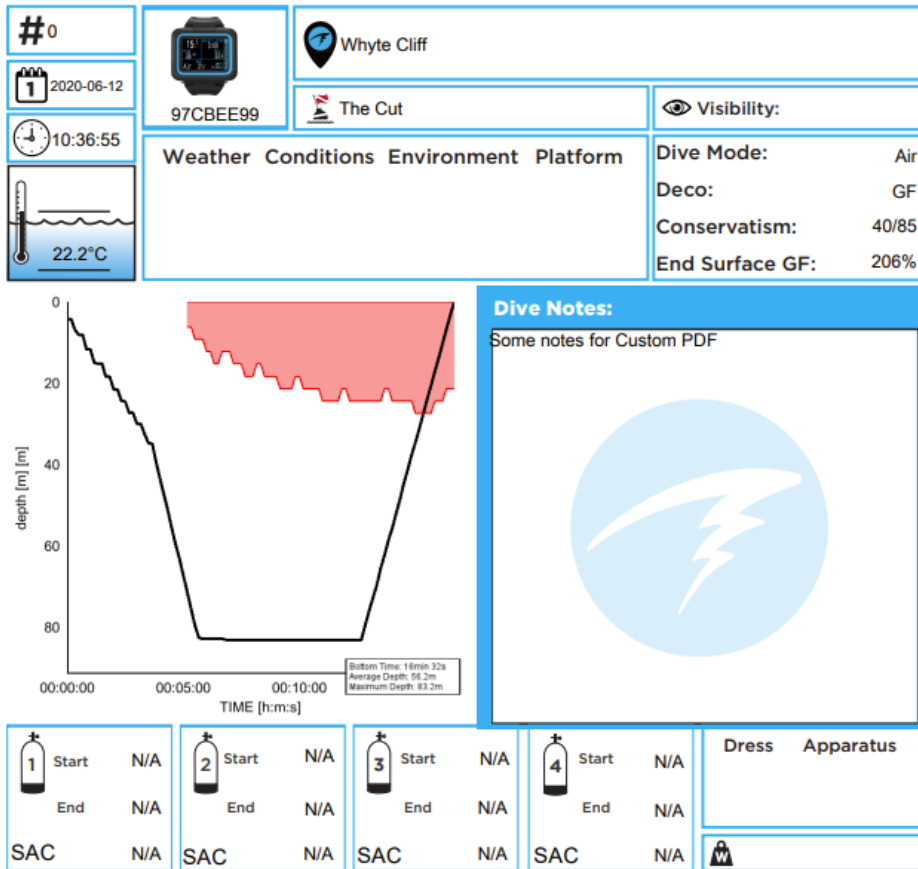 #0
1
2020-06-12
10:36:55
22.2°C
97CBEE99
Whyte Cliff
The Cut
Visibility:
Weather Conditions Environment Platform
Dive Mode: Air
Deco: GF
Conservatism: 40/85
End Surface GF: 206%
0
20
40
60
80
depth [m] [m]
00:00:00 00:05:00 00:10:00
TIME [h:m:s]
Bottom Time: 16min 32s
Average Depth: 56.2m
Maximum Depth: 83.2m
Dive Notes:
Some notes for Custom PDF
1 Start N/A
End N/A
SAC N/A
2 Start N/A
End N/A
SAC N/A
3 Start N/A
End N/A
SAC N/A
4 Start N/A
End N/A
SAC N/A
Dress Apparatus
W